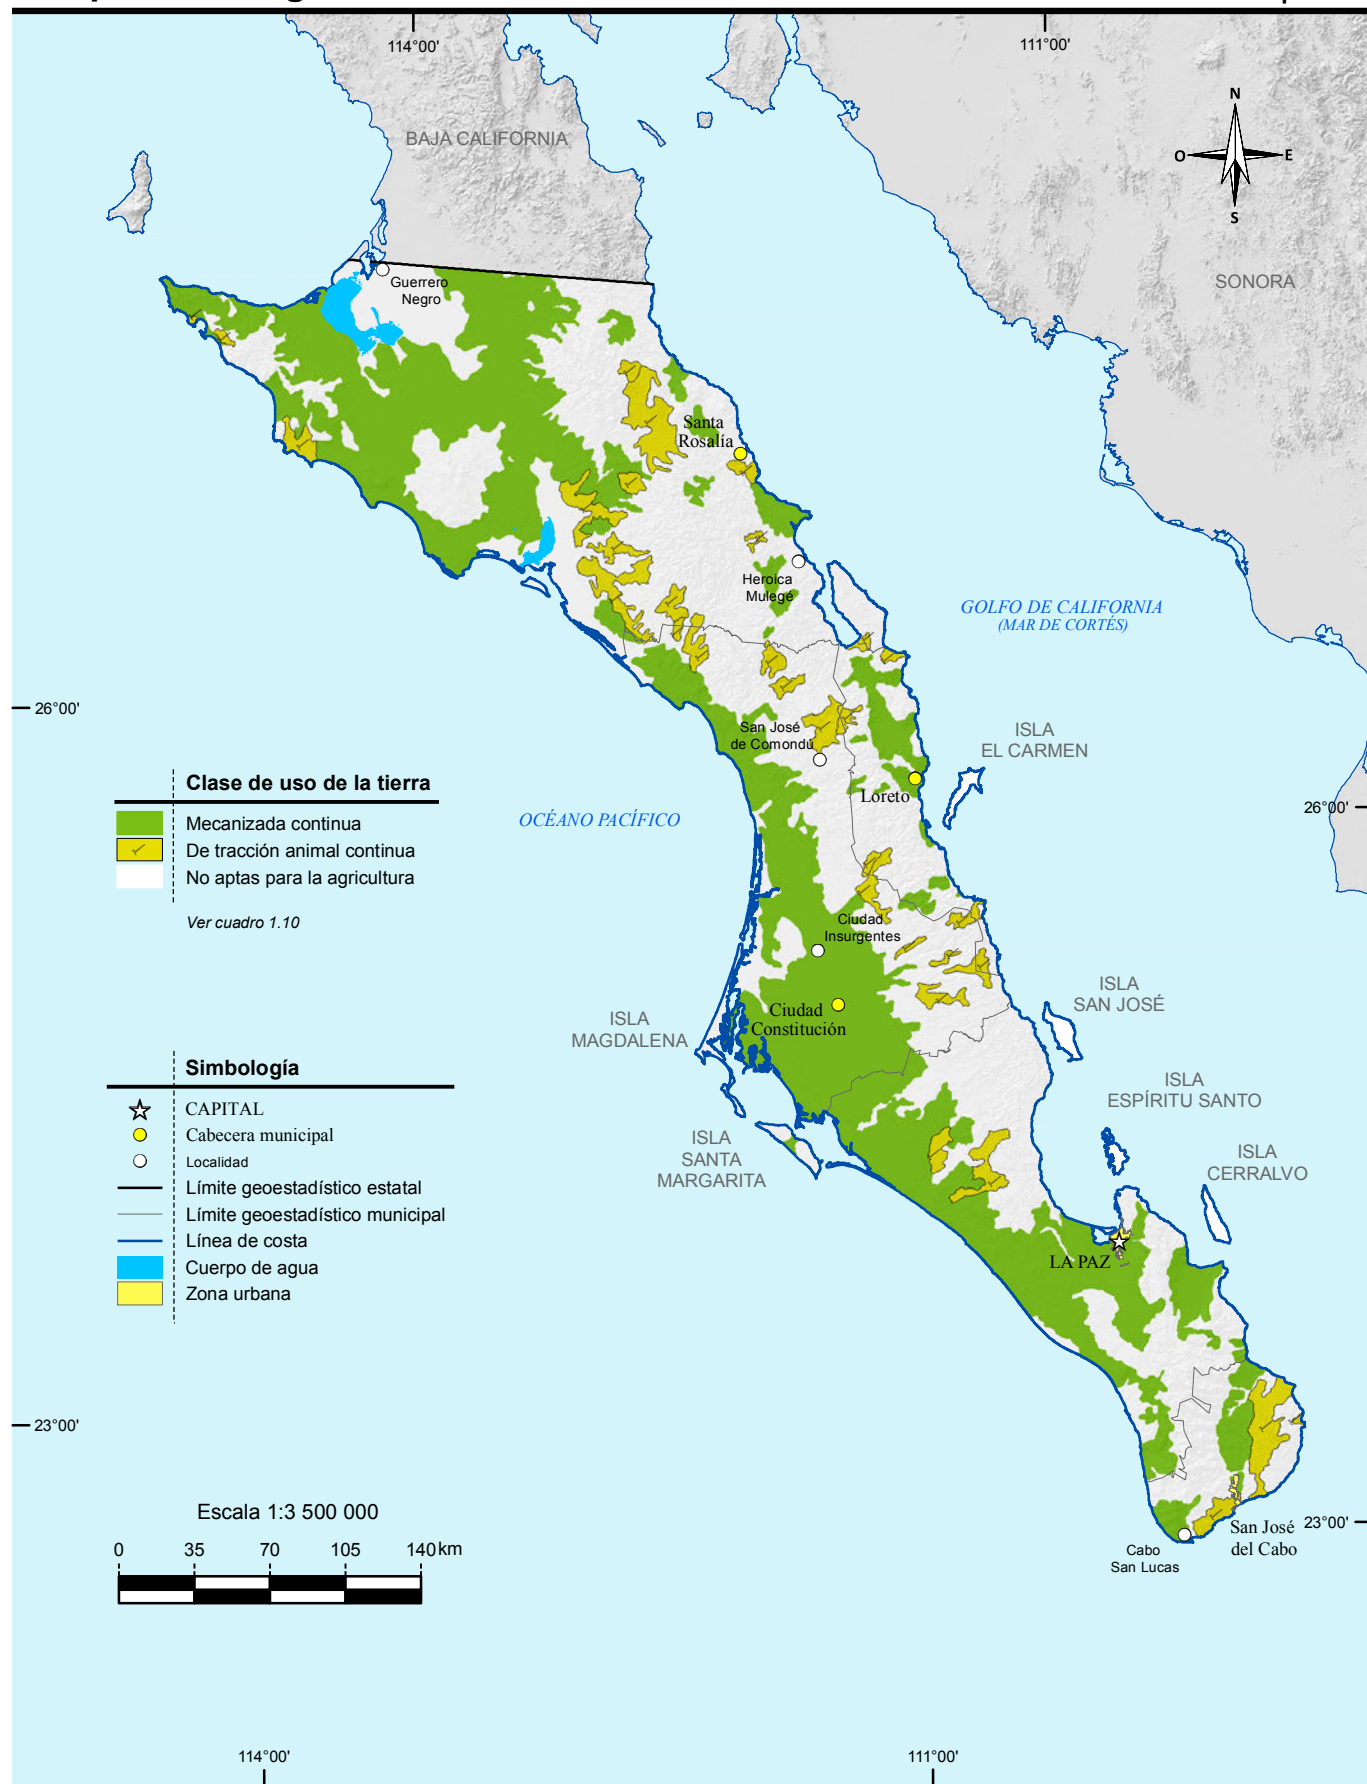 114°00'
111°00'
BAJA CALIFORNIA
N
O
E
S
SONORA
Guerrero
Negro
Santa
Rosalía
Heroica
Mulegé
GOLFO DE CALIFORNIA
(MAR DE CORTÉS)
26°00'
San José
de Comondú
ISLA
EL CARMEN
Loreto
26°00'
OCÉANO PACÍFICO
Clase de uso de la tierra
Mecanizada continua
De tracción animal continua
No aptas para la agricultura
Ver cuadro 1.10
Ciudad
Insurgentes
ISLA
SAN JOSÉ
Ciudad
Constitución
ISLA
MAGDALENA
Simbología
CAPITAL
Cabecera municipal
Localidad
Límite geoestadístico estatal
Límite geoestadístico municipal
Línea de costa
Cuerpo de agua
Zona urbana
ISLA
ESPÍRITU SANTO
ISLA
SANTA
MARGARITA
ISLA
CERRALVO
LA PAZ
23°00'
23°00'
San José
del Cabo
Cabo
San Lucas
Escala 1:3 500 000
0 35 70 105 140 km
114°00'
111°00'